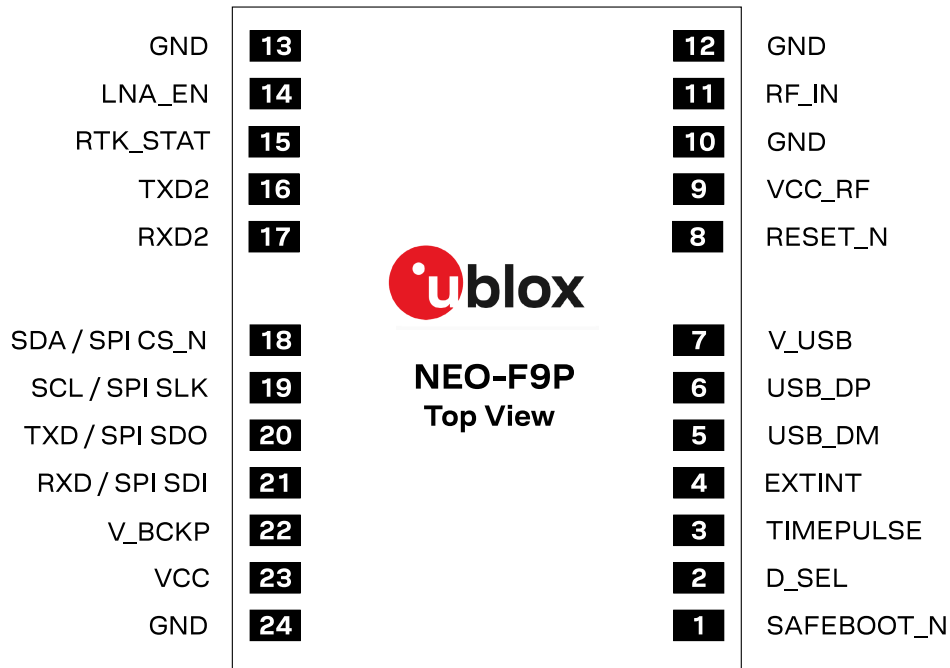 GND 13 12 GND
LNA_EN 14 11 RF_IN
RTK_STAT 15 10 GND
TXD2 16 9 VCC_RF
RXD2 17 8 RESET_N
ublox
SDA / SPI CS_N 18 7 V_USB
SCL / SPI SLK 19 6 USB_DP
NEO-F9P
Top View
TXD / SPI SDO 20 5 USB_DM
RXD / SPI SDI 21 4 EXTINT
V_BCKP 22 3 TIMEPULSE
VCC 23 2 D_SEL
GND 24 1 SAFEBOOT_N